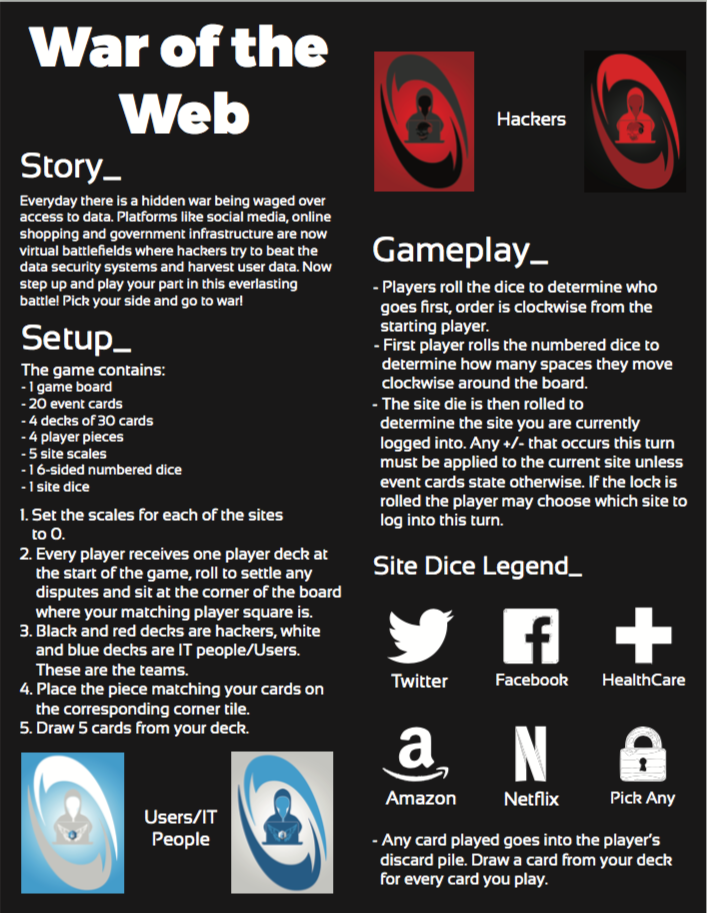 War of the
Web
Story_
Everyday there is a hidden war being waged over
access to data. Platforms like social media, online
shopping and government infrastructure are now
virtual battlefields where hackers try to beat the
data security systems and harvest user data. Now
step up and play your part in this everlasting
battle! Pick your side and go to war!
Setup_
The game contains:
- 1 game board
- 20 event cards
- 4 decks of 30 cards
- 4 player pieces
- 5 site scales
- 1 6-sided numbered dice
- 1 site dice
1. Set the scales for each of the sites
to 0.
2. Every player receives one player deck at
the start of the game, roll to settle any
disputes and sit at the corner of the board
where your matching player square is.
3. Black and red decks are hackers, white
and blue decks are IT people/Users.
These are the teams.
4. Place the piece matching your cards on
the corresponding corner tile.
5. Draw 5 cards from your deck.
Users/IT
People
Hackers
Gameplay_
- Players roll the dice to determine who
goes first, order is clockwise from the
starting player.
- First player rolls the numbered dice to
determine how many spaces they move
clockwise around the board.
- The site die is then rolled to
determine the site you are currently
logged into. Any +/- that occurs this turn
must be applied to the current site unless
event cards state otherwise. If the lock is
rolled the player may choose which site to
log into this turn.
Site Dice Legend_
Twitter
Facebook
HealthCare
Amazon
Netflix
Pick Any
- Any card played goes into the player's
discard pile. Draw a card from your deck
for every card you play.